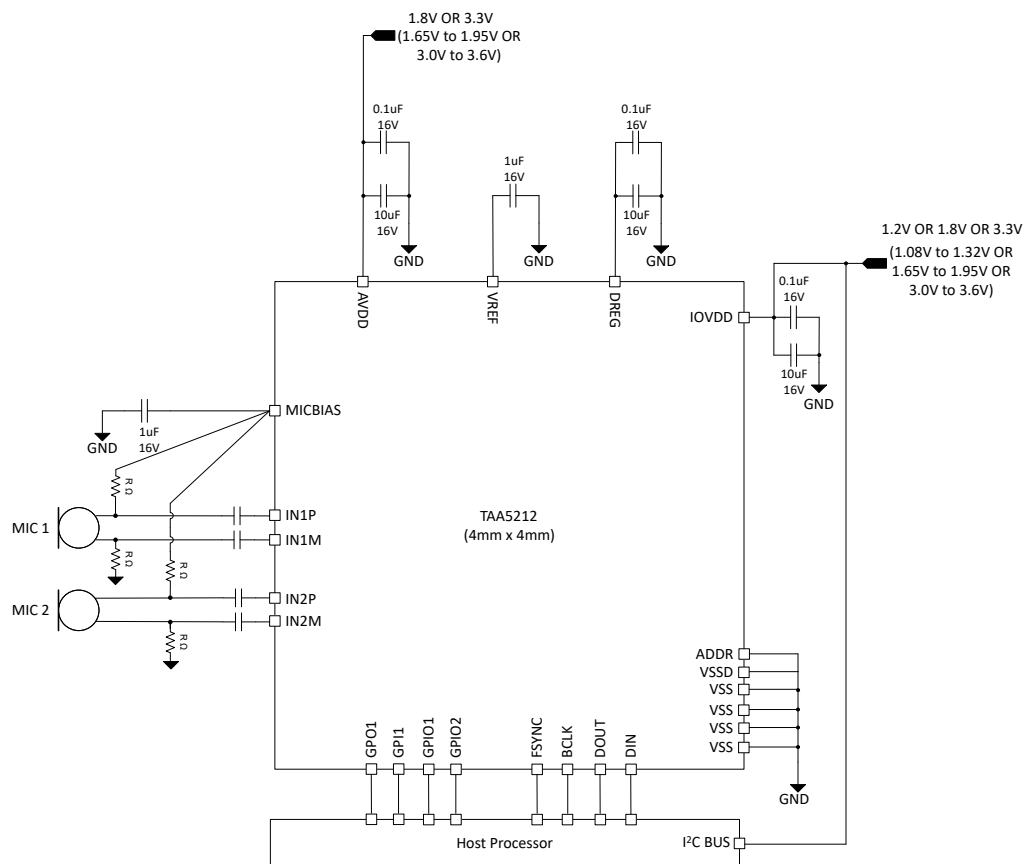 1.8V OR 3.3V
(1.65V to 1.95V OR
3.0V to 3.6V)
0.1uF
16V
10uF
16V
GND
1uF
16V
GND
0.1uF
16V
10uF
16V
GND
1.2V OR 1.8V OR 3.3V
(1.08V to 1.32V OR
1.65V to 1.95V OR
3.0V to 3.6V)
0.1uF
16V
10uF
16V
GND
AVDD
VREF
DREG
IOVDD
MICBIAS
1uF
16V
GND
R Ω
R Ω
MIC 1
IN1P
IN1M
R Ω
R Ω
MIC 2
IN2P
IN2M
TAA5212
(4mm x 4mm)
ADDR
VSSD
VSS
VSS
VSS
VSS
GND
GPO1
GPI1
GPIO1
GPIO2
FSYNC
BCLK
DOUT
DIN
Host Processor
I²C BUS